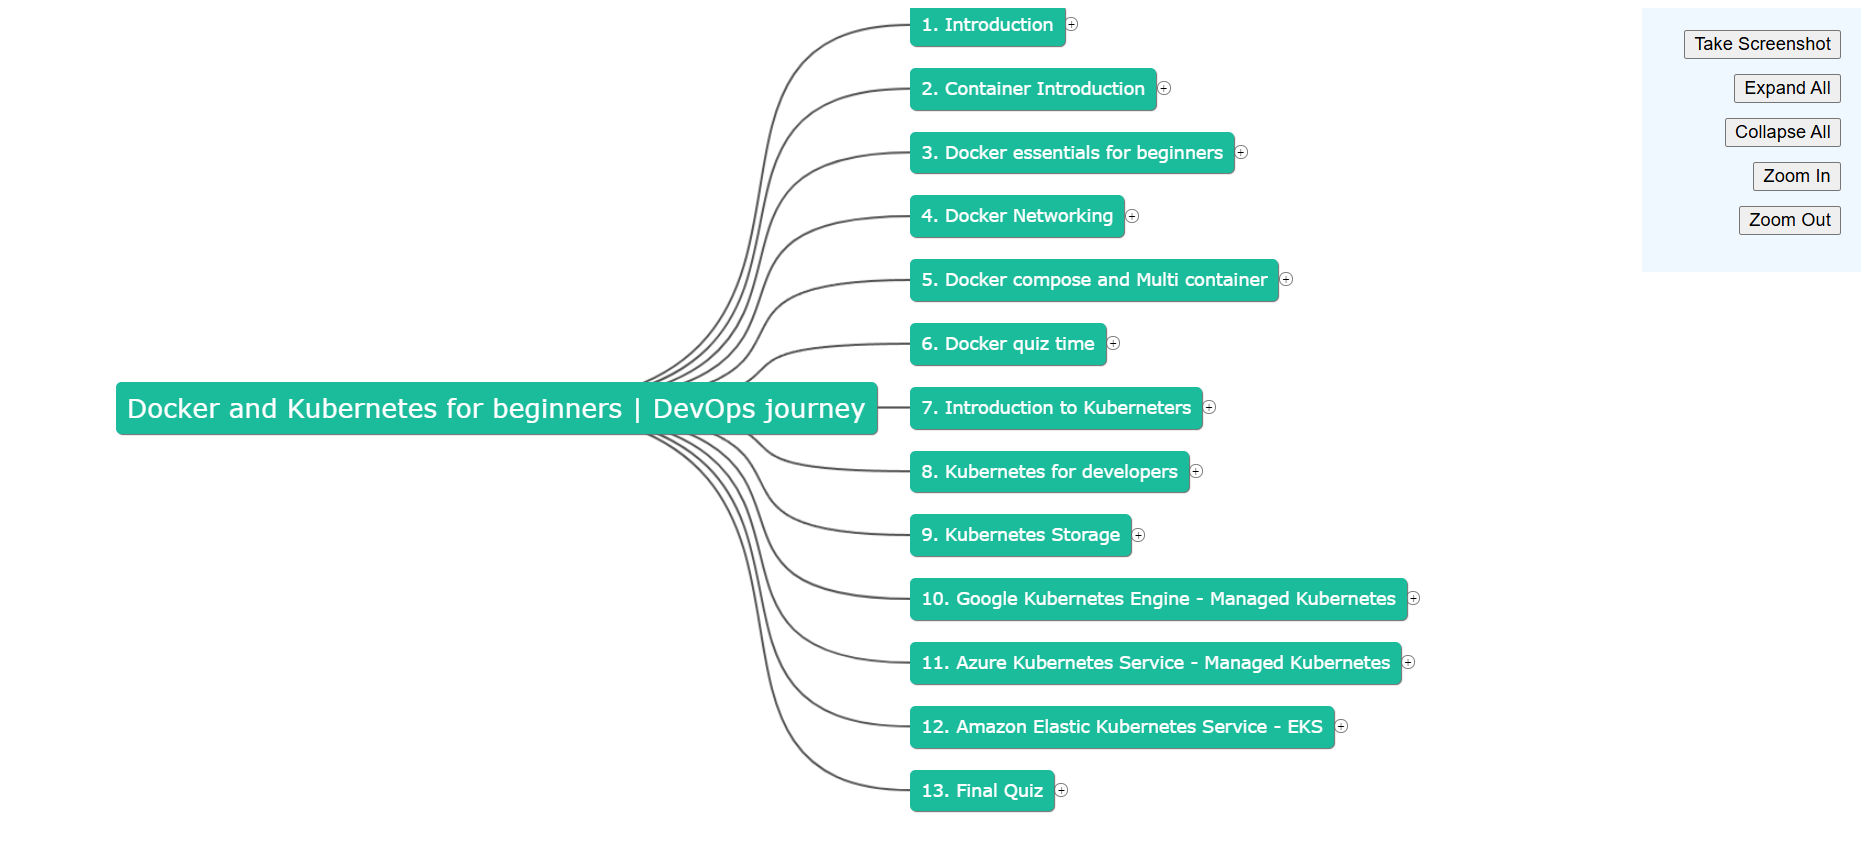 1. Introduction
2. Container Introduction
3. Docker essentials for beginners
4. Docker Networking
5. Docker compose and Multi container
6. Docker quiz time
Docker and Kubernetes for beginners | DevOps journey
7. Introduction to Kuberneters
8. Kubernetes for developers
9. Kubernetes Storage
10. Google Kubernetes Engine - Managed Kubernetes
11. Azure Kubernetes Service - Managed Kubernetes
12. Amazon Elastic Kubernetes Service - EKS
13. Final Quiz
Take Screenshot
Expand All
Collapse All
Zoom In
Zoom Out